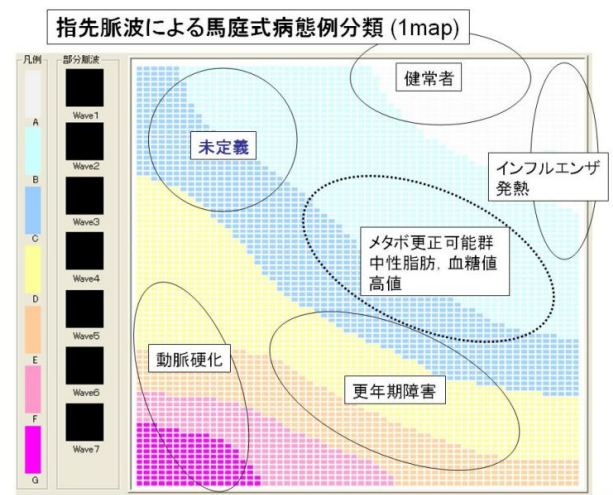 指先脈波による馬庭式病態例分類 (1map)
凡例
部分脈波
健常者
A
Wave1
未定義
インフルエンザ
発熱
Wave2
B
Wave3
メタボ更正可能群
中性脂肪, 血糖値
高値
C
Wave4
D
Wave5
動脈硬化
E
更年期障害
Wave6
F
Wave7
G